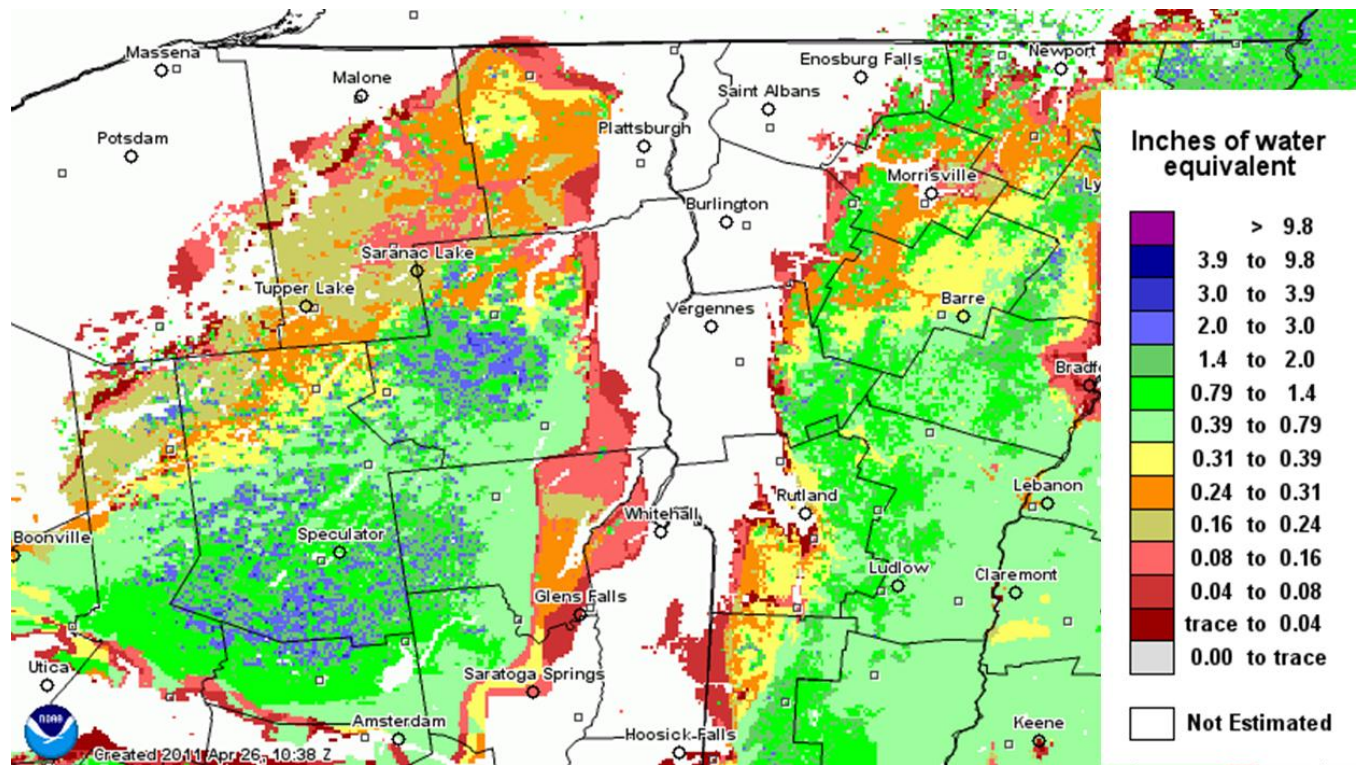 Massena
Malone
Enosburg Falls
Newport
Saint Albans
Potsdam
Plattsburgh
Morrisville
Burlington
Saranac Lake
Tupper Lake
Vergennes
Barre
Rutland
Lebanon
Boonville
Speculator
Whitehall
Ludlow
Claremont
Glens Falls
Utica
Saratoga Springs
Amsterdam
Hoosick Falls
Keene
NOAA
Created 2011 Apr 26, 10:38 Z
Inches of water
equivalent
> 9.8
3.9 to 9.8
3.0 to 3.9
2.0 to 3.0
1.4 to 2.0
0.79 to 1.4
0.39 to 0.79
0.31 to 0.39
0.24 to 0.31
0.16 to 0.24
0.08 to 0.16
0.04 to 0.08
trace to 0.04
0.00 to trace
Not Estimated